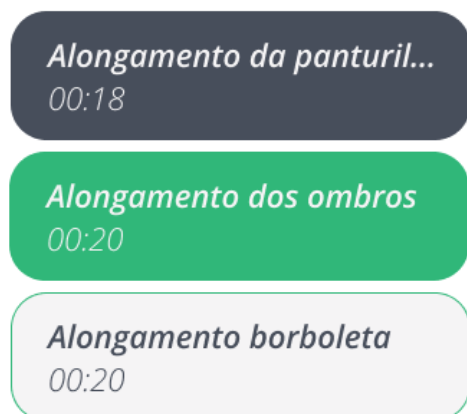 Alongamento da panturil...
00:18
Alongamento dos ombros
00:20
Alongamento borboleta
00:20